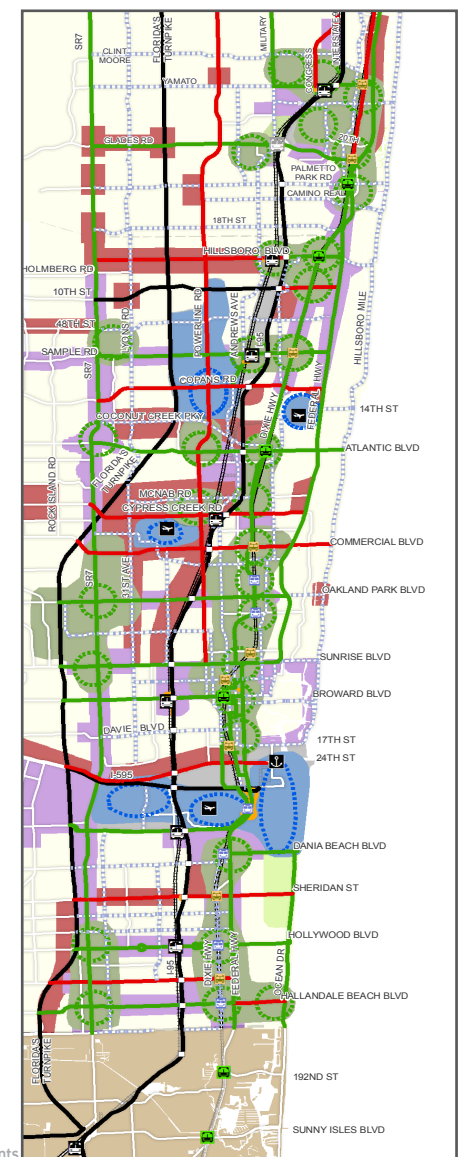 SR7
FLORIDA'S
TURNPIKE
MILITARY
CONGRESS
CLINT
MOORE
YAMATO
GLADES RD
20TH
PALMETTO
PARK RD
CAMINO REAL
18TH ST
HILLSBORO BLVD
HOLMBERG RD
10TH ST
LYONS RD
POWERLINE RD
ANDREWS AVE
I-95
48TH ST
SAMPLE RD
SR7
HILLSBORO MILE
COPANS RD
DIXIE HWY
FEDERAL HWY
14TH ST
COCONUT CREEK PKY
ATLANTIC BLVD
FLORIDA'S
TURNPIKE
ROCK ISLAND RD
MCNAB RD
CYPRESS CREEK RD
COMMERCIAL BLVD
SR7
31ST AVE
OAKLAND PARK BLVD
SUNRISE BLVD
BROWARD BLVD
DAVIE BLVD
17TH ST
24TH ST
I-595
DANIA BEACH BLVD
SHERIDAN ST
HOLLYWOOD BLVD
I-95
DIXIE HWY
FEDERAL HWY
OCEAN DR
HALLANDALE BEACH BLVD
FLORIDA'S
TURNPIKE
192ND ST
SUNNY ISLES BLVD
nts